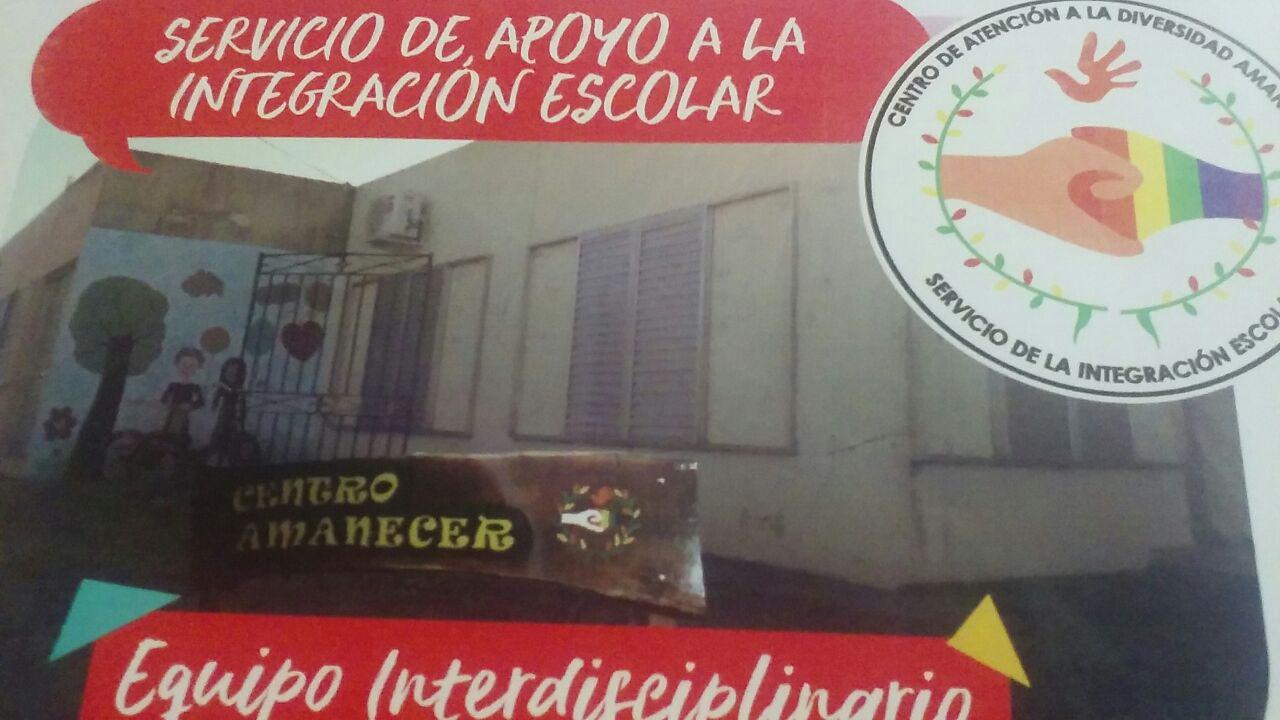 SERVICIO DE APOYO A LA
INTEGRACIÓN ESCOLAR
CENTRO DE ATENCIÓN A LA DIVERSIDAD
SERVICIO DE LA INTEGRACIÓN
CENTRO
AMANECER
Equipo Interdisciplinario